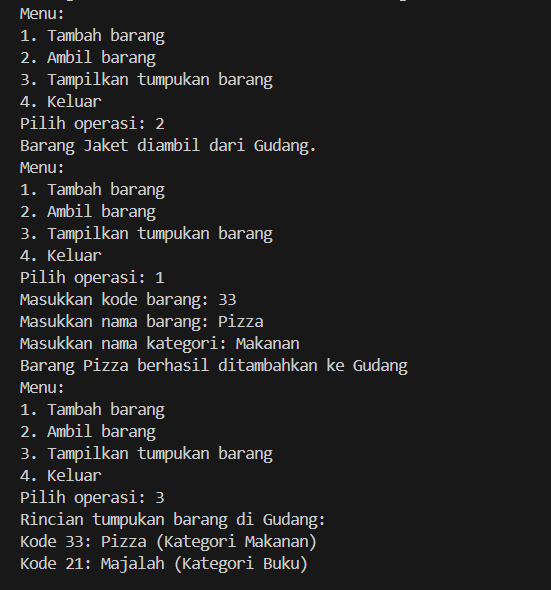 Menu:
1. Tambah barang
2. Ambil barang
3. Tampilkan tumpukan barang
4. Keluar
Pilih operasi: 2
Barang Jaket diambil dari Gudang.
Menu:
1. Tambah barang
2. Ambil barang
3. Tampilkan tumpukan barang
4. Keluar
Pilih operasi: 1
Masukkan kode barang: 33
Masukkan nama barang: Pizza
Masukkan nama kategori: Makanan
Barang Pizza berhasil ditambahkan ke Gudang
Menu:
1. Tambah barang
2. Ambil barang
3. Tampilkan tumpukan barang
4. Keluar
Pilih operasi: 3
Rincian tumpukan barang di Gudang:
Kode 33: Pizza (Kategori Makanan)
Kode 21: Majalah (Kategori Buku)